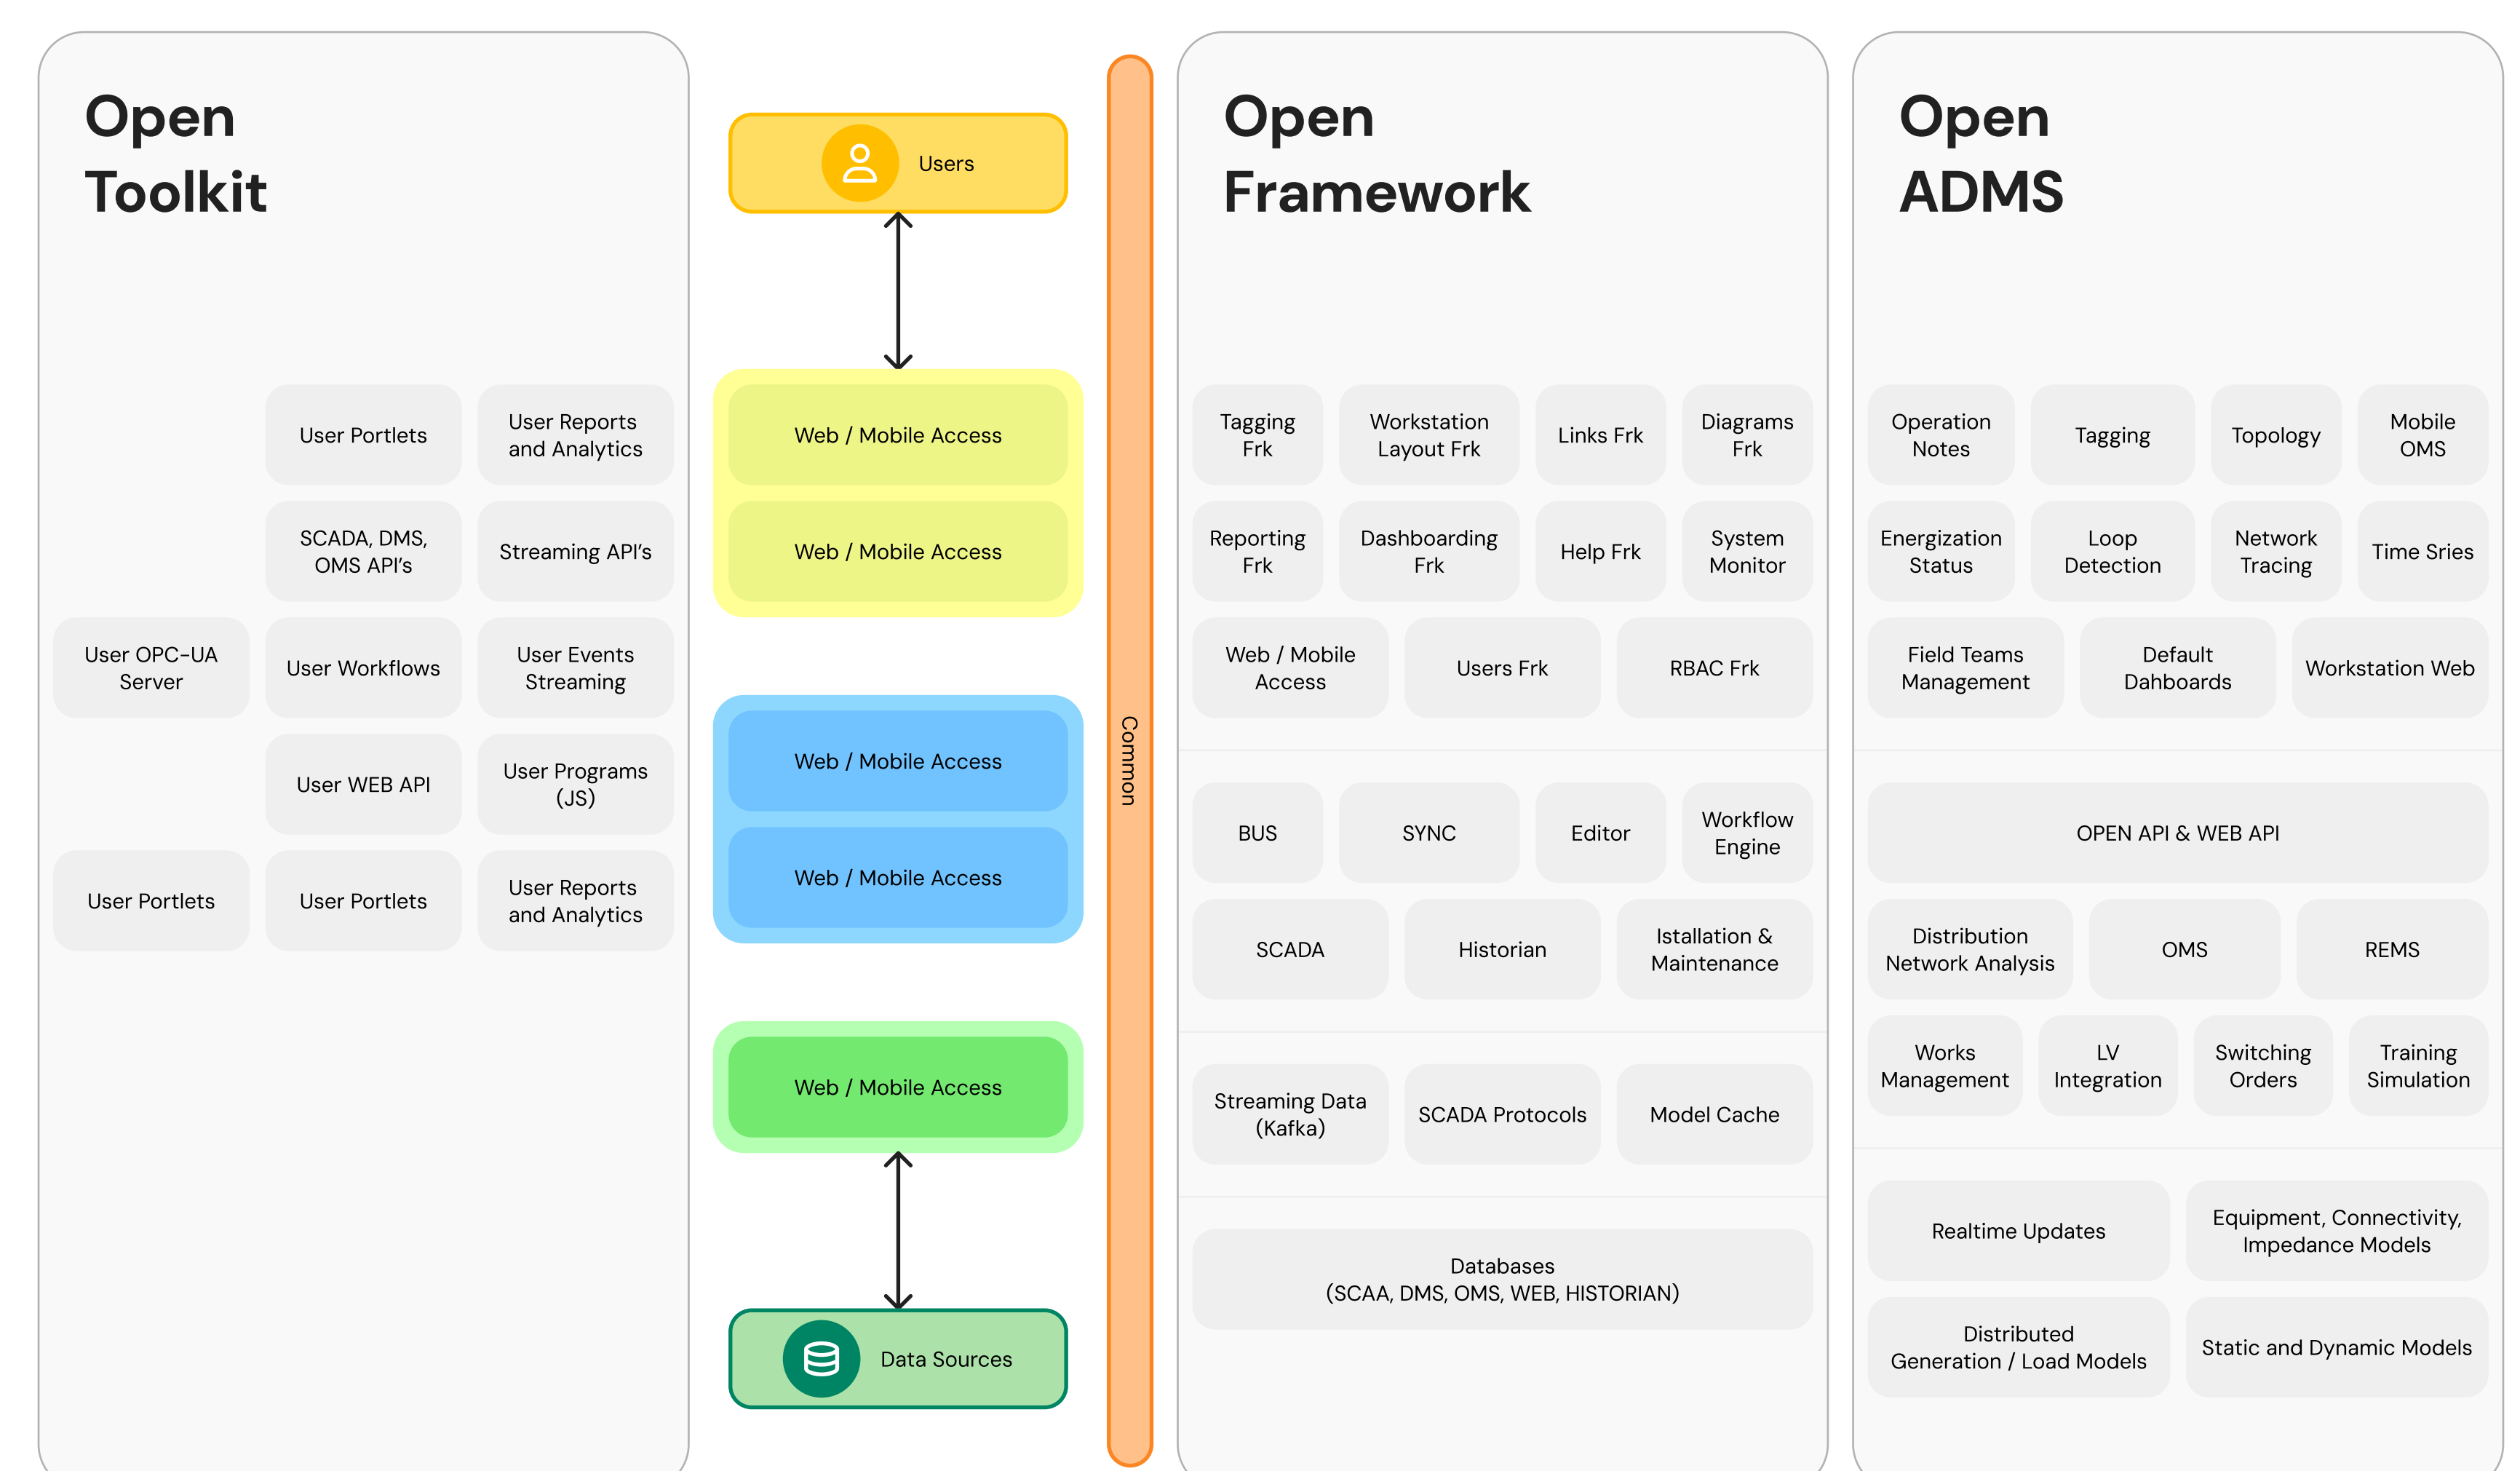 Open
Toolkit
User Portlets
User Reports
and Analytics
SCADA, DMS,
OMS API's
Streaming API's
User OPC-UA
Server
User Workflows
User Events
Streaming
User WEB API
User Programs
(JS)
User Portlets
User Portlets
User Reports
and Analytics
Users
Web / Mobile Access
Web / Mobile Access
Web / Mobile Access
Web / Mobile Access
Web / Mobile Access
Data Sources
Common
Open
Framework
Tagging
Frk
Workstation
Layout Frk
Links Frk
Diagrams
Frk
Reporting
Frk
Dashboarding
Frk
Help Frk
System
Monitor
Web / Mobile
Access
Users Frk
RBAC Frk
BUS
SYNC
Editor
Workflow
Engine
SCADA
Historian
Istallation &
Maintenance
Streaming Data
(Kafka)
SCADA Protocols
Model Cache
Databases
(SCAA, DMS, OMS, WEB, HISTORIAN)
Open
ADMS
Operation
Notes
Tagging
Topology
Mobile
OMS
Energization
Status
Loop
Detection
Network
Tracing
Time Sries
Field Teams
Management
Default
Dahboards
Workstation Web
OPEN API & WEB API
Distribution
Network Analysis
OMS
REMS
Works
Management
LV
Integration
Switching
Orders
Training
Simulation
Realtime Updates
Equipment, Connectivity,
Impedance Models
Distributed
Generation / Load Models
Static and Dynamic Models